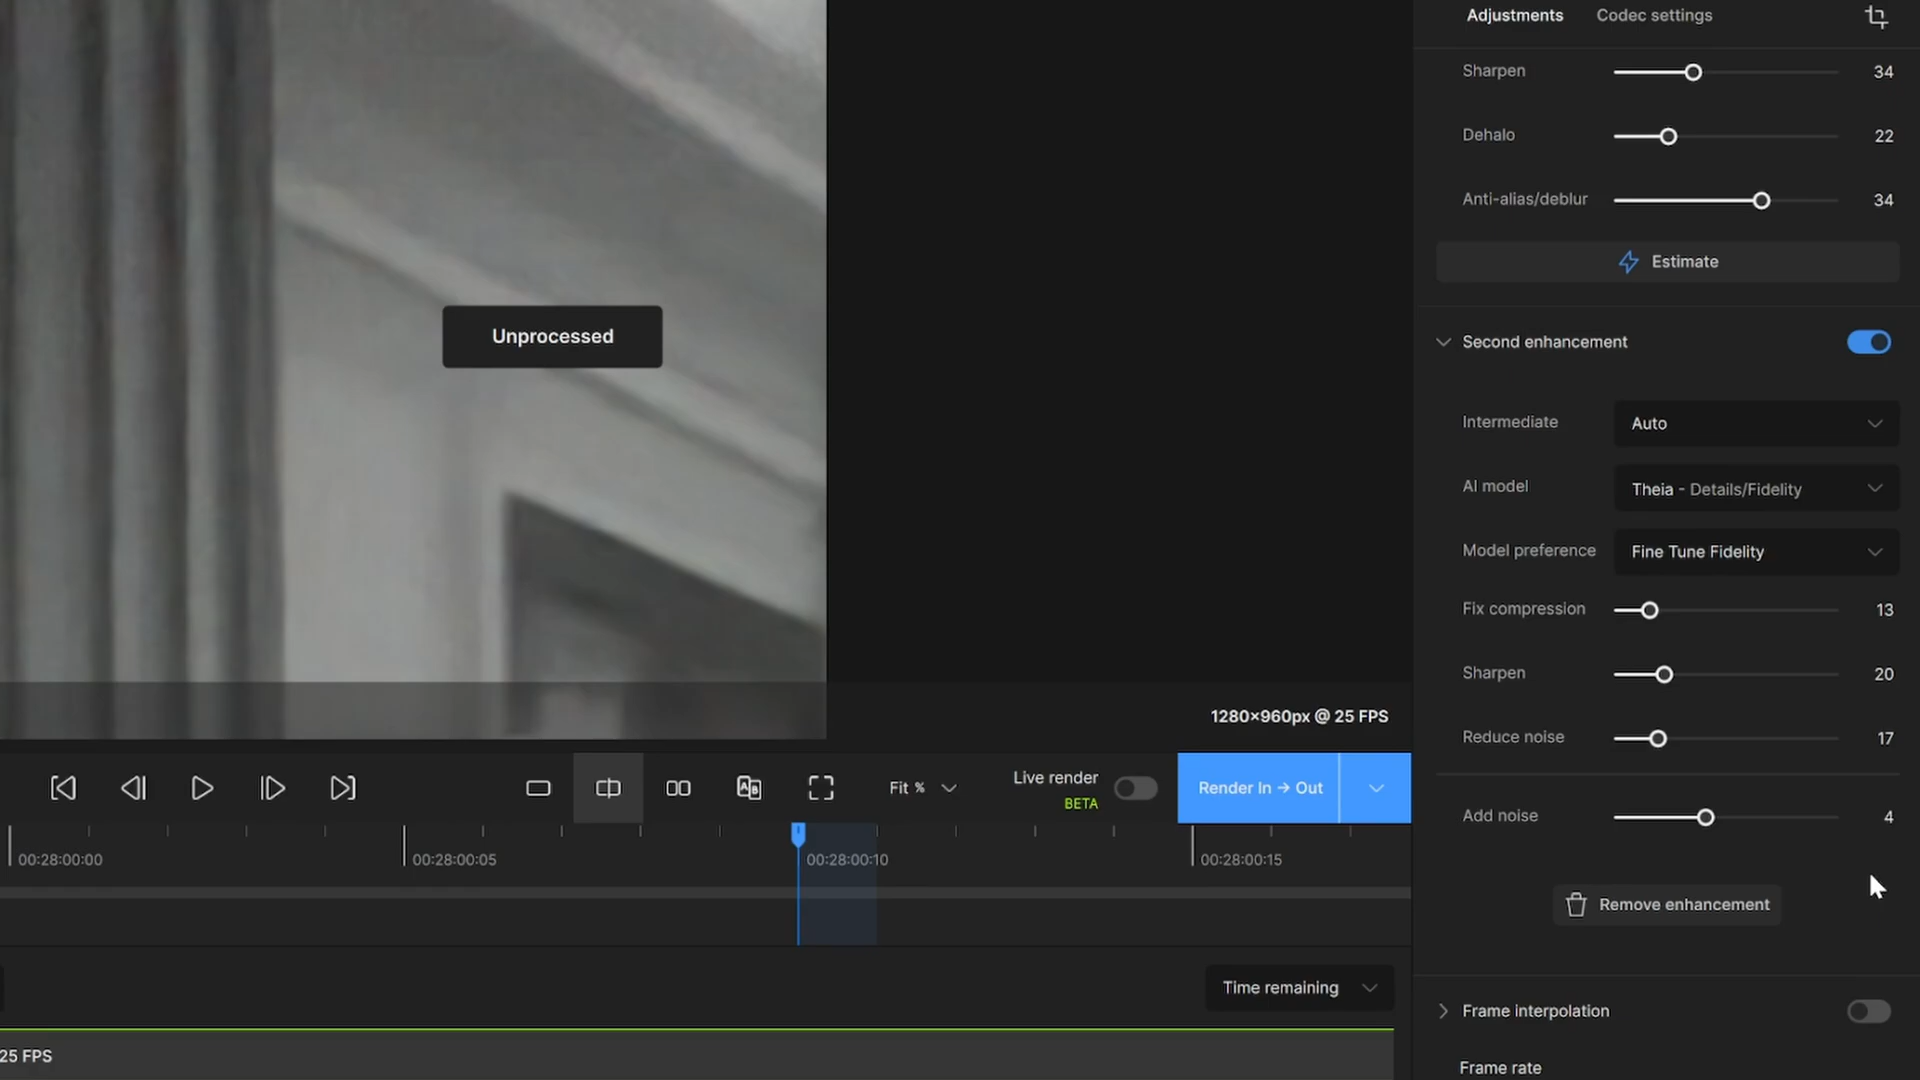 Adjustments Codec settings
Sharpen 34
Dehalo 22
Anti-alias/deblur 34
Estimate
Unprocessed
Second enhancement
Intermediate Auto
AI model Theia - Details/Fidelity
Model preference Fine Tune Fidelity
Fix compression 13
Sharpen 20
Reduce noise 17
1280×960px @ 25 FPS
Fit % Live render BETA Render In → Out
Add noise 4
00:28:00:00 00:28:00:05 00:28:00:10 00:28:00:15
Remove enhancement
Time remaining
Frame interpolation
25 FPS
Frame rate